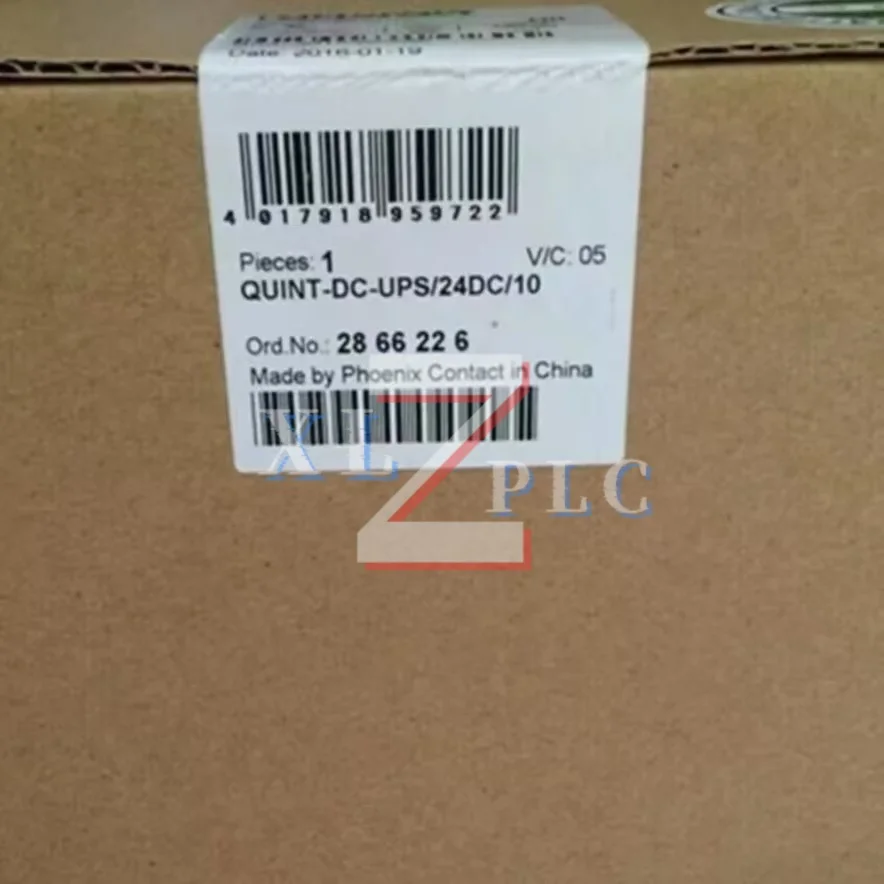 Date: 2016-01-19
4 017918 959722
Pieces: 1
V/C: 05
QUINT-DC-UPS/24DC/10
Ord.No.: 28 66 22 6
Made by Phoenix Contact in China
XLZ PLC